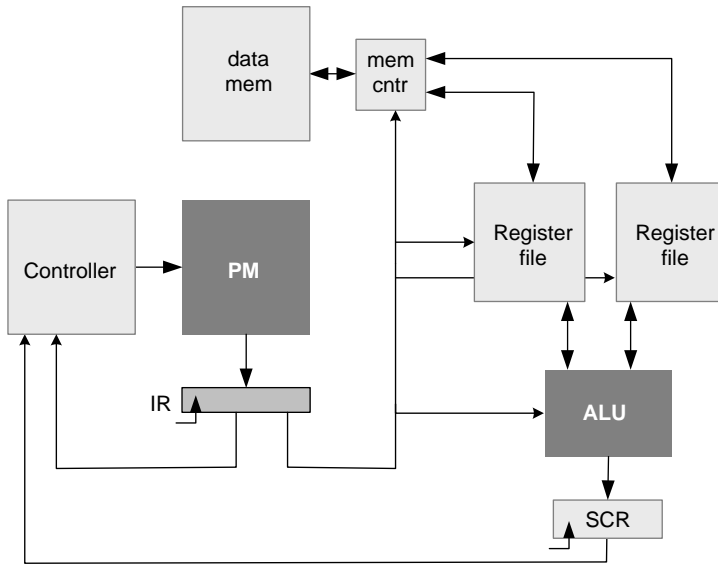 data
mem
mem
cntr
Controller
PM
Register
file
Register
file
IR
ALU
SCR